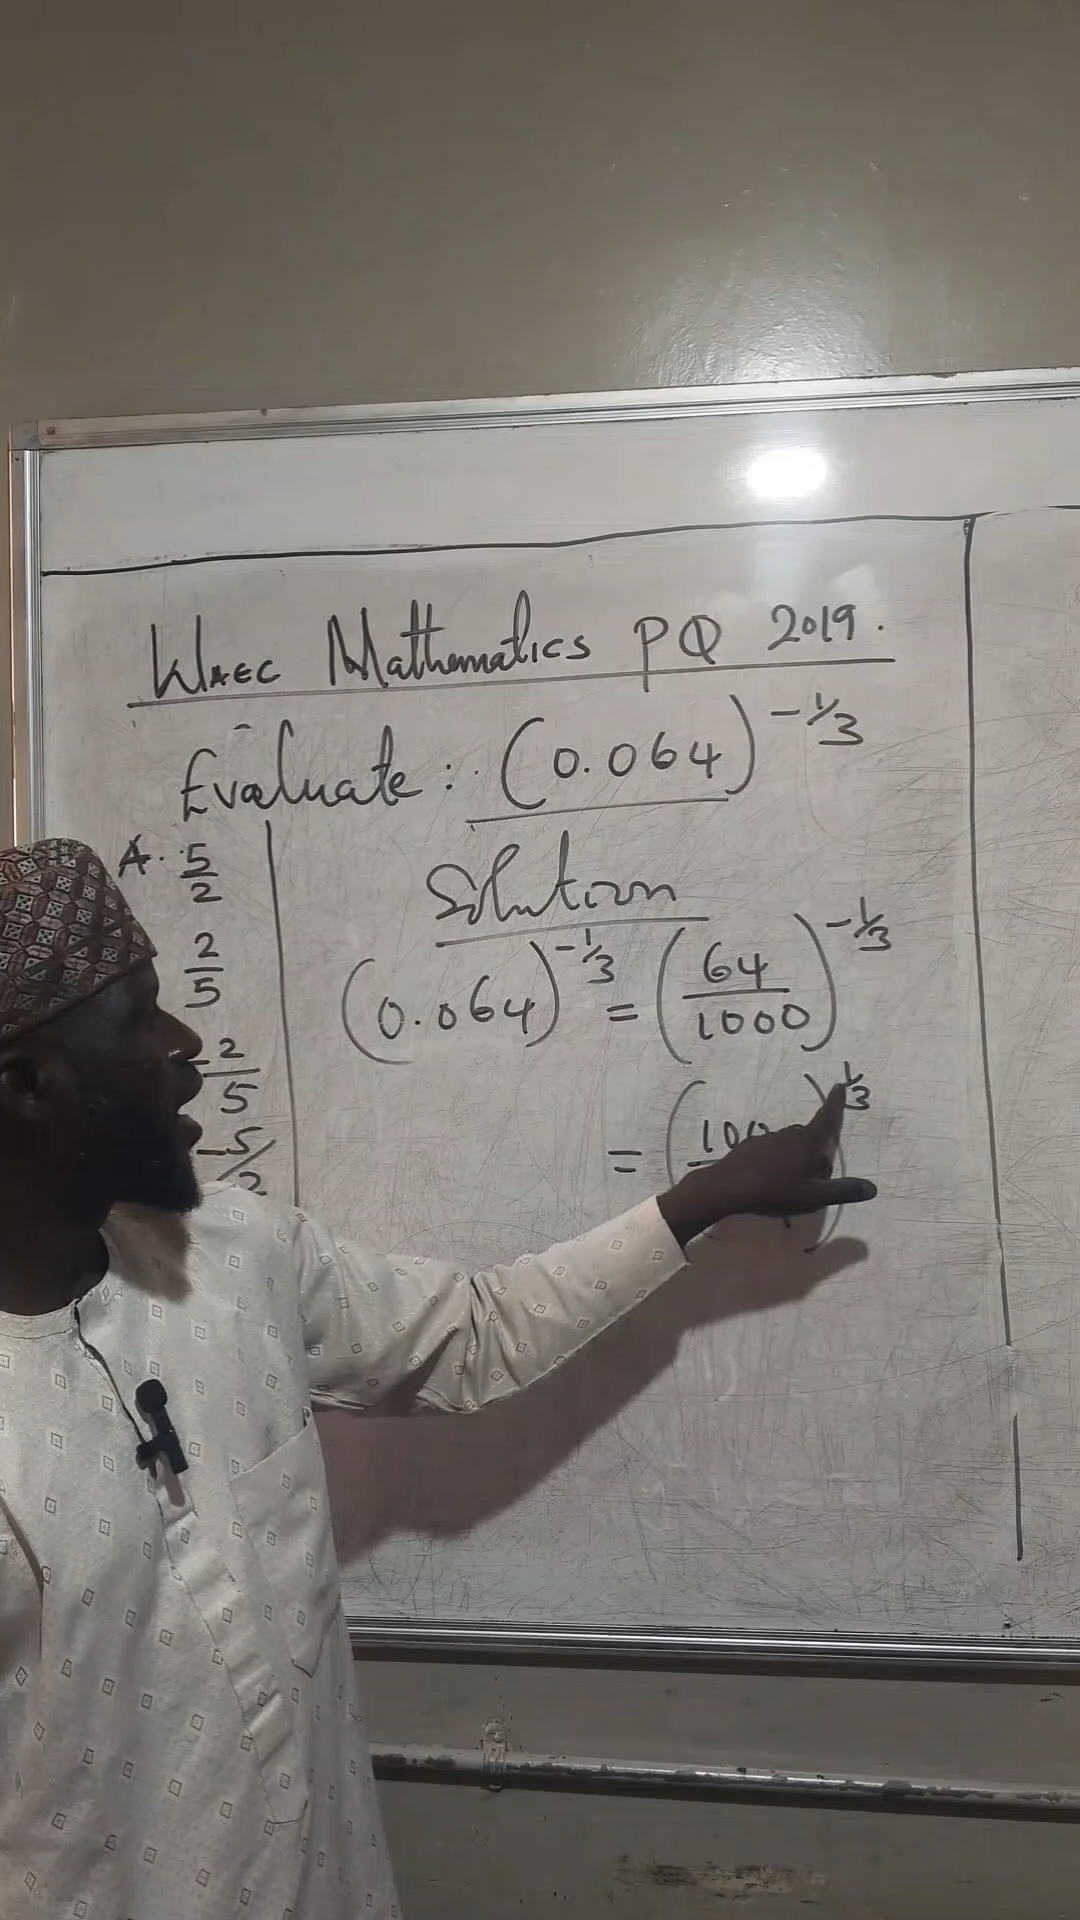 WAEC Mathematics PQ 2019.
Evaluate: (0.064)^-1/3
A. 5/2
2/5
-2/5
-5/2
Solution
(0.064)^-1/3 = (64/1000)^-1/3
= (100 )^1/3